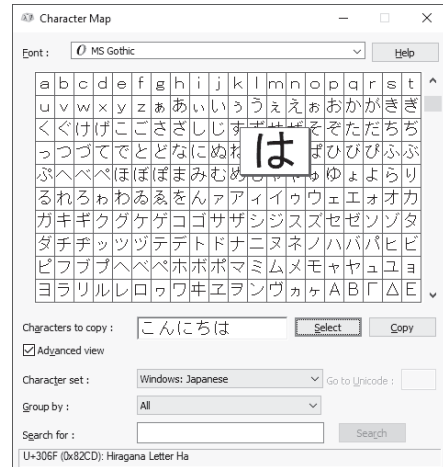 Character Map
Font :
O MS Gothic
Help
a b c d e f g h i j k l m n o p q r s t
u v w x y z ぁ あ ぃ い ぅ う ぇ え ぉ お か が き ぎ
く ぐ け げ こ ご さ ざ し じ す ず せ ぜ そ ぞ た だ ち ぢ
っ つ づ て で と ど な に ぬ ね は ぱ ひ び ぴ ふ ぶ
ぷ へ べ ぺ ほ ぼ ぽ ま み む め も ゃ や ゅ ゆ ょ よ ら り
る れ ろ ゎ わ ゐ ゑ を ん ァ ア ィ イ ゥ ウ ェ エ ォ オ カ
ガ キ ギ ク グ ケ ゲ コ ゴ サ ザ シ ジ ス ズ セ ゼ ソ ゾ タ
ダ チ ヂ ッ ツ ヅ テ デ ト ド ナ ニ ヌ ネ ノ ハ バ パ ヒ ビ
ピ フ ブ プ ヘ ベ ペ ホ ボ ポ マ ミ ム メ モ ャ ヤ ュ ユ ョ
ヨ ラ リ ル レ ロ ヮ ワ ヰ ヱ ヲ ン ヴ ヵ ヶ Α Β Γ Δ Ε
Characters to copy :
こんにちは
Select
Copy
Advanced view
Character set :
Windows: Japanese
Go to Unicode :
Group by :
All
Search for :
Search
U+306F (0x82CD): Hiragana Letter Ha